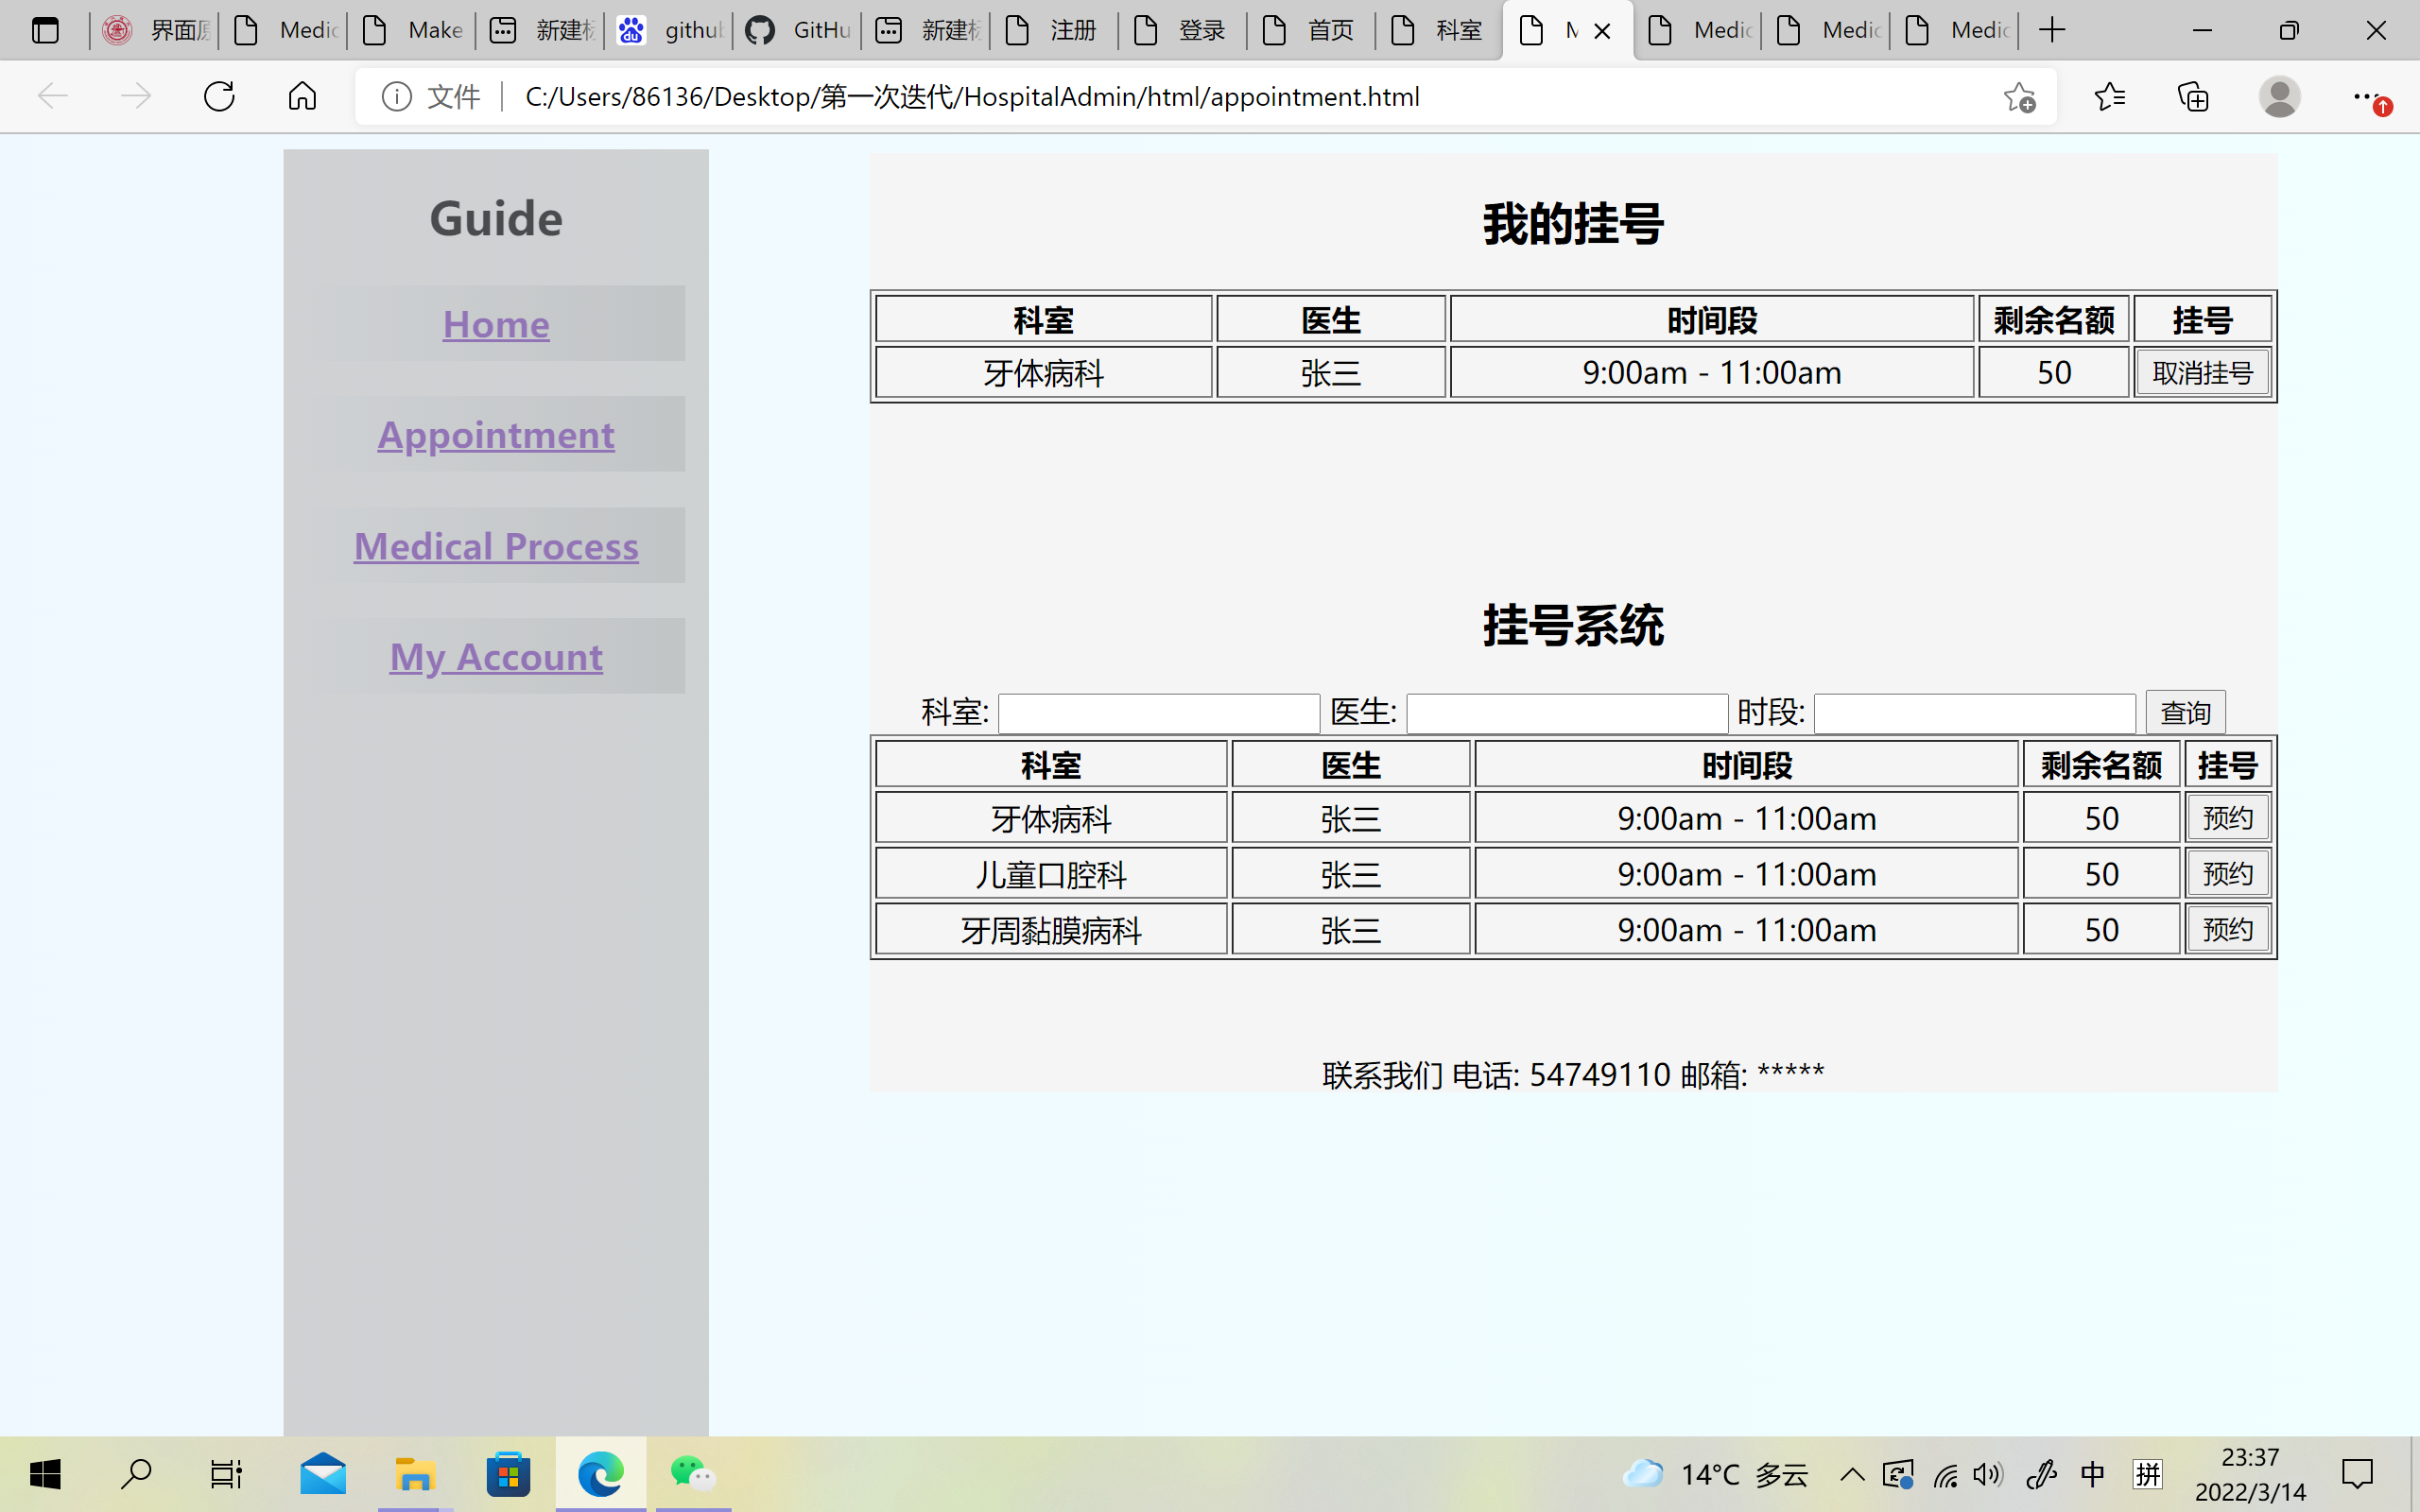 界面 Medic Make 新建标 github GitHu 新建标 注册 登录 首页 科室 M Medic Medic Medic
文件 C:/Users/86136/Desktop/第一次迭代/HospitalAdmin/html/appointment.html
Guide
Home
Appointment
Medical Process
My Account
我的挂号
科室 医生 时间段 剩余名额 挂号
牙体病科 张三 9:00am - 11:00am 50 取消挂号
挂号系统
科室: 医生: 时段: 查询
科室 医生 时间段 剩余名额 挂号
牙体病科 张三 9:00am - 11:00am 50 预约
儿童口腔科 张三 9:00am - 11:00am 50 预约
牙周黏膜病科 张三 9:00am - 11:00am 50 预约
联系我们 电话: 54749110 邮箱: *****
14°C 多云 中 拼 23:37
2022/3/14